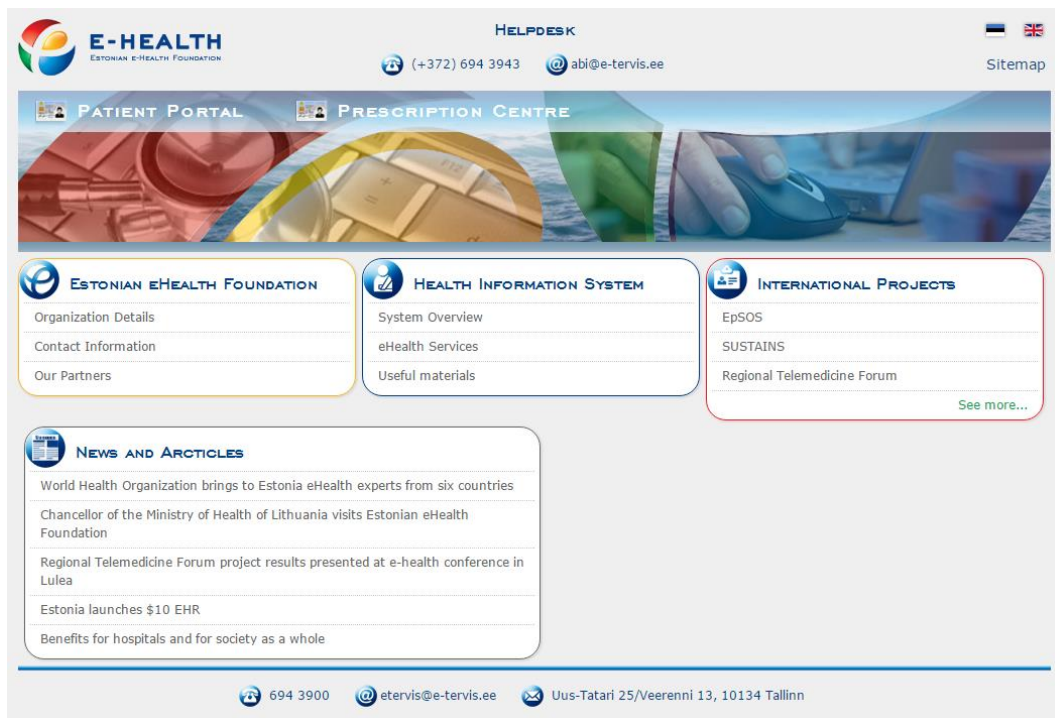 E-HEALTH
ESTONIAN E-HEALTH FOUNDATION
HELPDESK
(+372) 694 3943 abi@e-tervis.ee
Sitemap
PATIENT PORTAL PRESCRIPTION CENTRE
ESTONIAN EHEALTH FOUNDATION
Organization Details
Contact Information
Our Partners
HEALTH INFORMATION SYSTEM
System Overview
eHealth Services
Useful materials
INTERNATIONAL PROJECTS
EpSOS
SUSTAINS
Regional Telemedicine Forum
See more...
NEWS AND ARCTICLES
World Health Organization brings to Estonia eHealth experts from six countries
Chancellor of the Ministry of Health of Lithuania visits Estonian eHealth
Foundation
Regional Telemedicine Forum project results presented at e-health conference in
Lulea
Estonia launches $10 EHR
Benefits for hospitals and for society as a whole
694 3900 etervis@e-tervis.ee Uus-Tatari 25/Veerenni 13, 10134 Tallinn